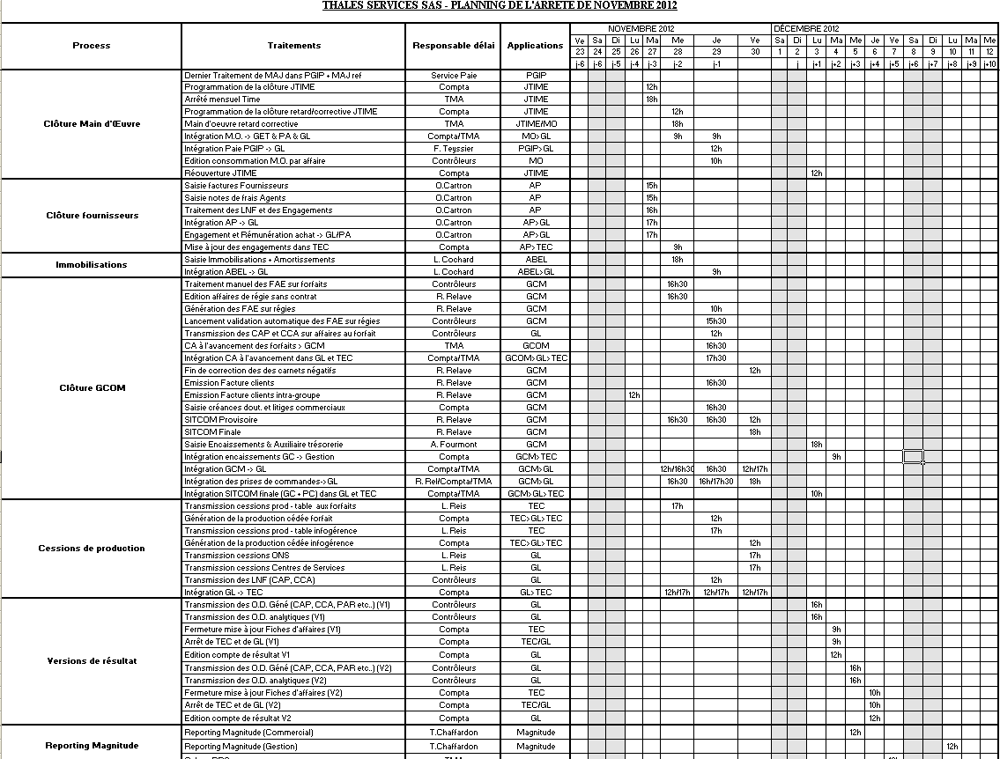 THALES SERVICES SAS - PLANNING DE L'ARRETE DE NOVEMBRE 2012
Process Traitements Responsable délai Applications NOVEMBRE 2012 DÉCEMBRE 2012
Ve Sa Di Lu Ma Me Je Ve Sa Di Lu Ma Me Je Ve Sa Di Lu Ma Me
23 24 25 26 27 28 29 30 1 2 3 4 5 6 7 8 9 10 11 12
j-6 j-6 j-5 j-4 j-3 j-2 j-1 j j+1 j+2 j+3 j+4 j+5 j+6 j+7 j+8 j+9 j+10
Clôture Main d'Œuvre
Dernier Traitement de MAJ dans PGIP + MAJ ref Service Paie PGIP
Programmation de la clôture JTIME Compta JTIME 12h
Arrêté mensuel Time TMA JTIME 18h
Programmation de la clôture retard/corrective JTIME Compta JTIME 12h
Main d'oeuvre retard corrective TMA JTIME/MO 18h
Intégration M.O. -> GET & PA & GL Compta/TMA MO>GL 9h 9h
Intégration Paie PGIP -> GL F. Teyssier PGIP>GL 12h
Edition consommation M.O. par affaire Contrôleurs MO 10h
Réouverture JTIME Compta JTIME 12h
Clôture fournisseurs
Saisie factures Fournisseurs O.Cartron AP 15h
Saisie notes de frais Agents O.Cartron AP 15h
Traitement des LNF et des Engagements O.Cartron AP 16h
Intégration AP -> GL O.Cartron AP>GL 17h
Engagement et Rémunération achat -> GL/PA O.Cartron AP>GL 17h
Mise à jour des engagements dans TEC Compta AP>TEC 9h
Immobilisations
Saisie Immobilisations + Amortissements L. Cochard ABEL 18h
Intégration ABEL -> GL L. Cochard ABEL>GL 9h
Clôture GCOM
Traitement manuel des FAE sur forfaits Contrôleurs GCM 16h30
Edition affaires de régie sans contrat R. Relave GCM 16h30
Génération des FAE sur régies R. Relave GCM 10h
Lancement validation automatique des FAE sur régies Contrôleurs GCM 15h30
Transmission des CAP et CCA sur affaires au forfait Contrôleurs GL 12h
CA à l'avancement des forfaits > GCM TMA GCOM 16h30
Intégration CA à l'avancement dans GL et TEC Compta/TMA GCOM>GL>TEC 17h30
Fin de correction des des carnets négatifs R. Relave GCM 12h
Emission Facture clients R. Relave GCM 16h30
Emission Facture clients intra-groupe R. Relave GCM 12h
Saisie créances dout. et litiges commerciaux Compta GCM 16h30
SITCOM Provisoire R. Relave GCM 16h30 16h30 12h
SITCOM Finale R. Relave GCM 18h
Saisie Encaissements & Auxiliaire trésorerie A. Fourmont GCM 18h
Intégration encaissements GC -> Gestion Compta GCM>TEC 9h
Intégration GCM -> GL Compta/TMA GCM>GL 12h/16h30 16h30 12h/17h
Intégration des prises de commandes->GL R. Rel/Compta/TMA GCM>GL 16h30 16h/17h30 18h
Intégration SITCOM finale (GC + PC) dans GL et TEC Compta/TMA GCM>GL>TEC 10h
Cessions de production
Transmission cessions prod - table aux forfaits L. Reis TEC 17h
Génération de la production cédée forfait Compta TEC>GL>TEC 12h
Transmission cessions prod - table infogérence L. Reis TEC 17h
Génération de la production cédée infogérence Compta TEC>GL>TEC 12h
Transmission cessions ONS L. Reis GL 17h
Transmission cessions Centres de Services L. Reis GL 17h
Transmission des LNF (CAP, CCA) Contrôleurs GL 12h
Intégration GL -> TEC Compta GL>TEC 12h/17h 12h/17h 12h/17h
Versions de résultat
Transmission des O.D. Géné (CAP, CCA, PAR etc..) (V1) Contrôleurs GL 16h
Transmission des O.D. analytiques (V1) Contrôleurs GL 16h
Fermeture mise à jour Fiches d'affaires (V1) Compta TEC 9h
Arrêt de TEC et de GL (V1) Compta TEC/GL 9h
Edition compte de résultat V1 Compta GL 12h
Transmission des O.D. Géné (CAP, CCA, PAR etc..) (V2) Contrôleurs GL 16h
Transmission des O.D. analytiques (V2) Contrôleurs GL 16h
Fermeture mise à jour Fiches d'affaires (V2) Compta TEC 10h
Arrêt de TEC et de GL (V2) Compta TEC/GL 10h
Edition compte de résultat V2 Compta GL 12h
Reporting Magnitude
Reporting Magnitude (Commercial) T.Chaffardon Magnitude 12h
Reporting Magnitude (Gestion) T.Chaffardon Magnitude 12h